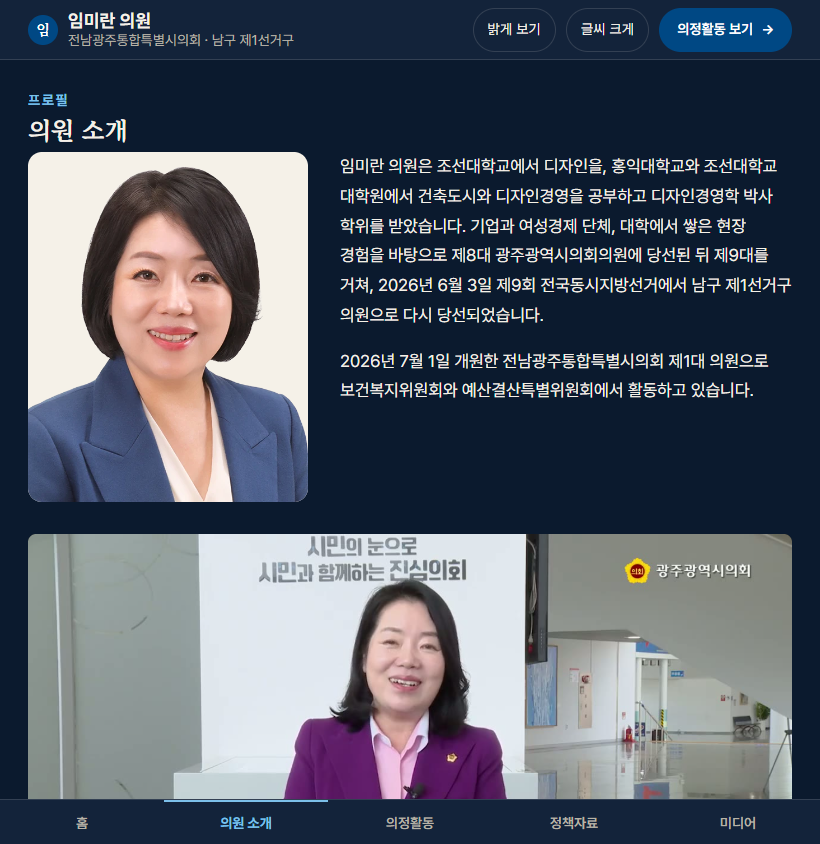 임
임미란 의원
전남광주통합특별시의회 · 남구 제1선거구
밝게 보기
글씨 크게
의정활동 보기 →
프로필
의원 소개
임미란 의원은 조선대학교에서 디자인을, 홍익대학교와 조선대학교
대학원에서 건축도시와 디자인경영을 공부하고 디자인경영학 박사
학위를 받았습니다. 기업과 여성경제 단체, 대학에서 쌓은 현장
경험을 바탕으로 제8대 광주광역시의회의원에 당선된 뒤 제9대를
거쳐, 2026년 6월 3일 제9회 전국동시지방선거에서 남구 제1선거구
의원으로 다시 당선되었습니다.
2026년 7월 1일 개원한 전남광주통합특별시의회 제1대 의원으로
보건복지위원회와 예산결산특별위원회에서 활동하고 있습니다.
시민의 눈으로
시민과 함께하는 진심의회
의회
광주광역시의회
홈
의원 소개
의정활동
정책자료
미디어